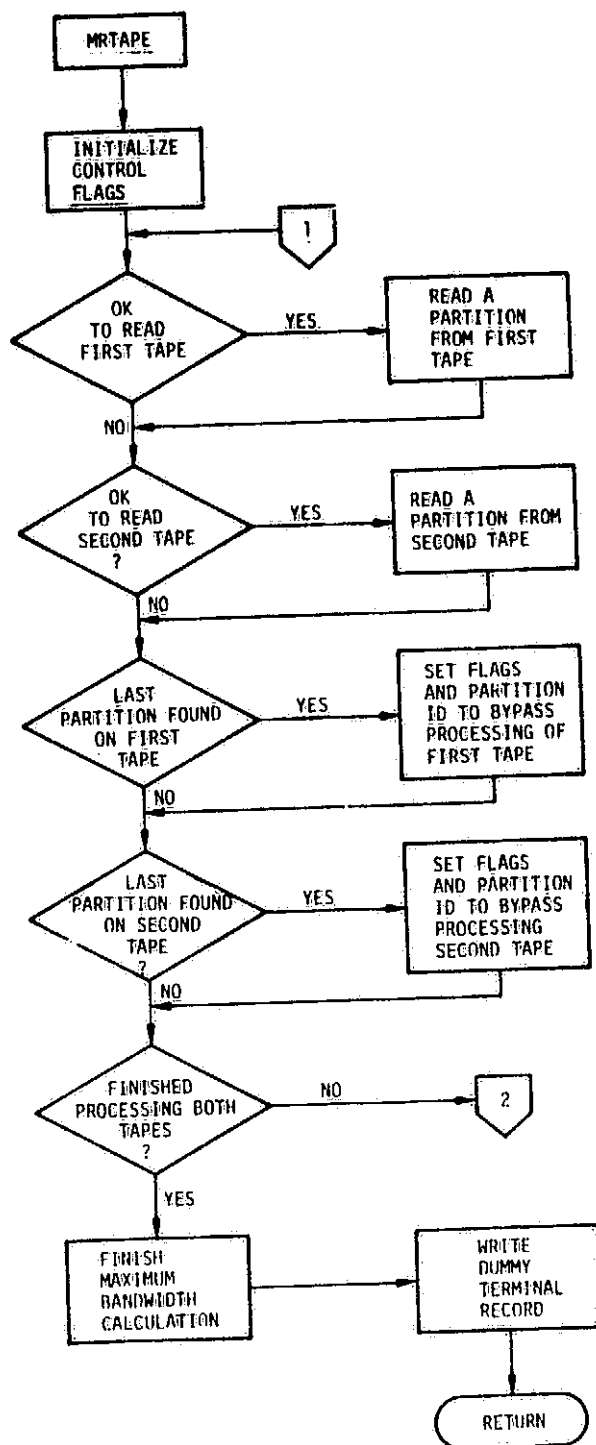 MRTAPE
INITIALIZE
CONTROL
FLAGS
1
OK
TO READ
FIRST TAPE
YES
READ A
PARTITION
FROM FIRST
TAPE
NO
OK
TO READ
SECOND TAPE
?
YES
READ A
PARTITION FROM
SECOND TAPE
NO
LAST
PARTITION FOUND
ON FIRST
TAPE
YES
SET FLAGS
AND PARTITION
ID TO BYPASS
PROCESSING OF
FIRST TAPE
NO
LAST
PARTITION FOUND
ON SECOND
TAPE
?
YES
SET FLAGS
AND PARTITION
ID TO BYPASS
PROCESSING
SECOND TAPE
NO
FINISHED
PROCESSING BOTH
TAPES
?
NO
2
YES
FINISH
MAXIMUM
BANDWIDTH
CALCULATION
WRITE
DUMMY
TERMINAL
RECORD
RETURN